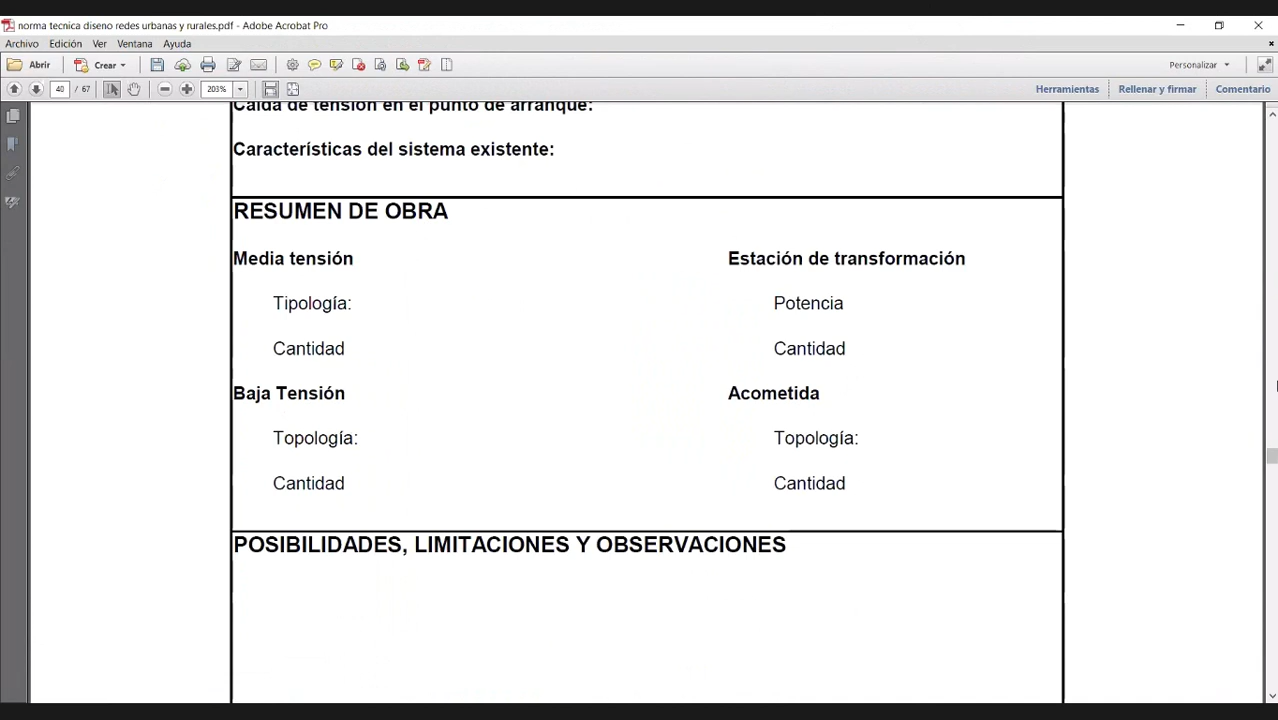 norma tecnica diseno redes urbanas y rurales.pdf - Adobe Acrobat Pro
Archivo Edición Ver Ventana Ayuda
Abrir Crear Personalizar
40 / 67 203% Herramientas Rellenar y firmar Comentario
Caída de tensión en el punto de arranque:
Características del sistema existente:
RESUMEN DE OBRA
Media tensión Estación de transformación
Tipología: Potencia
Cantidad Cantidad
Baja Tensión Acometida
Topología: Topología:
Cantidad Cantidad
POSIBILIDADES, LIMITACIONES Y OBSERVACIONES